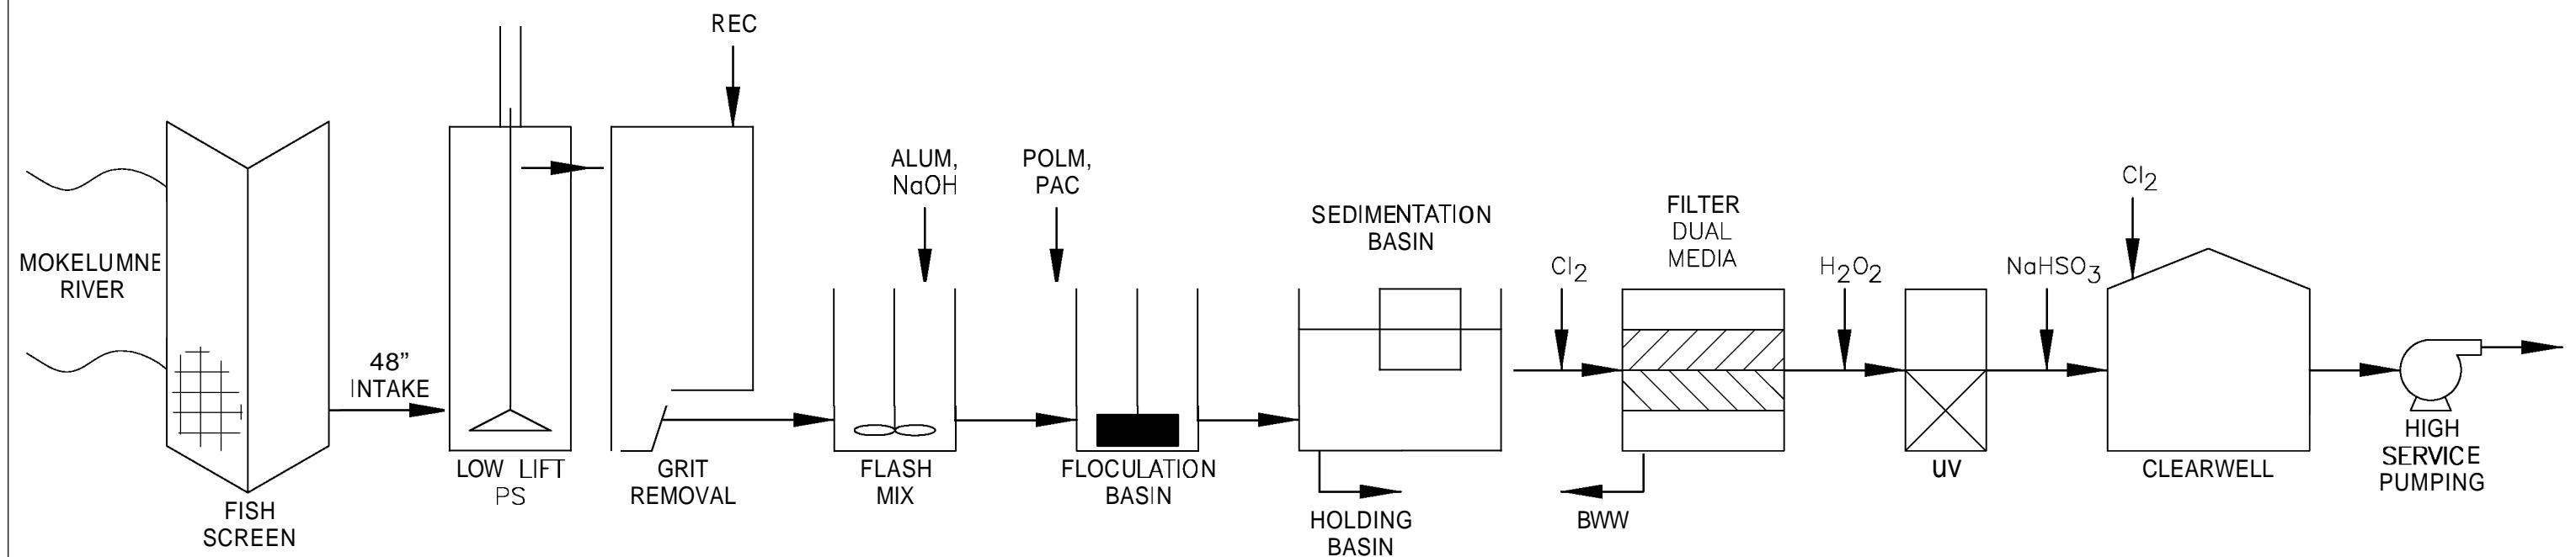 REC
ALUM,
NaOH
POLM,
PAC
SEDIMENTATION
BASIN
FILTER
DUAL
MEDIA
Cl2
Cl2
H2O2
NaHSO3
MOKELUMNE
RIVER
48”
INTAKE
FISH
SCREEN
LOW LIFT
PS
GRIT
REMOVAL
FLASH
MIX
FLOCULATION
BASIN
HOLDING
BASIN
BWW
UV
CLEARWELL
HIGH
SERVICE
PUMPING